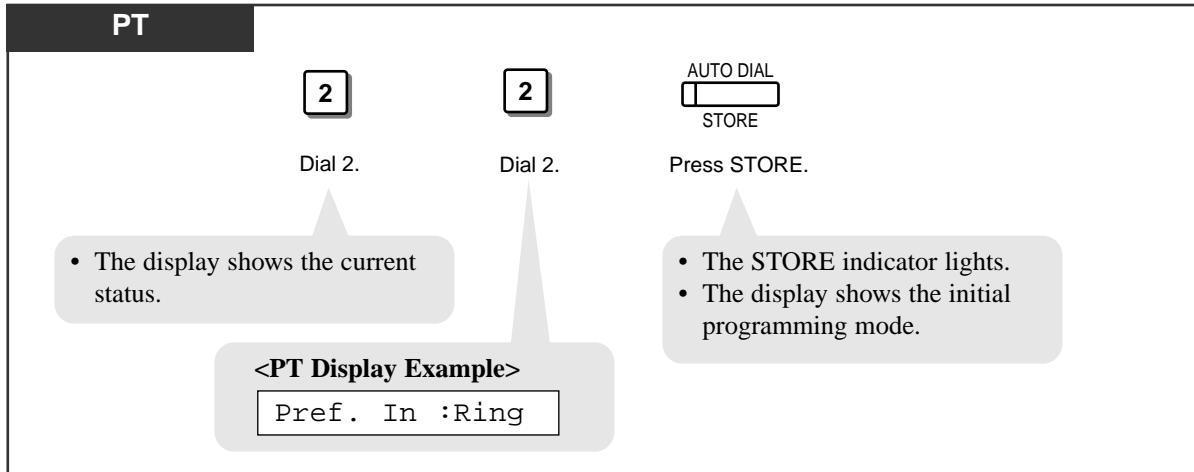 PT
2
2
AUTO DIAL
STORE
Dial 2.
Dial 2.
Press STORE.
• The display shows the current
status.
• The STORE indicator lights.
• The display shows the initial
programming mode.
<PT Display Example>
Pref. In :Ring